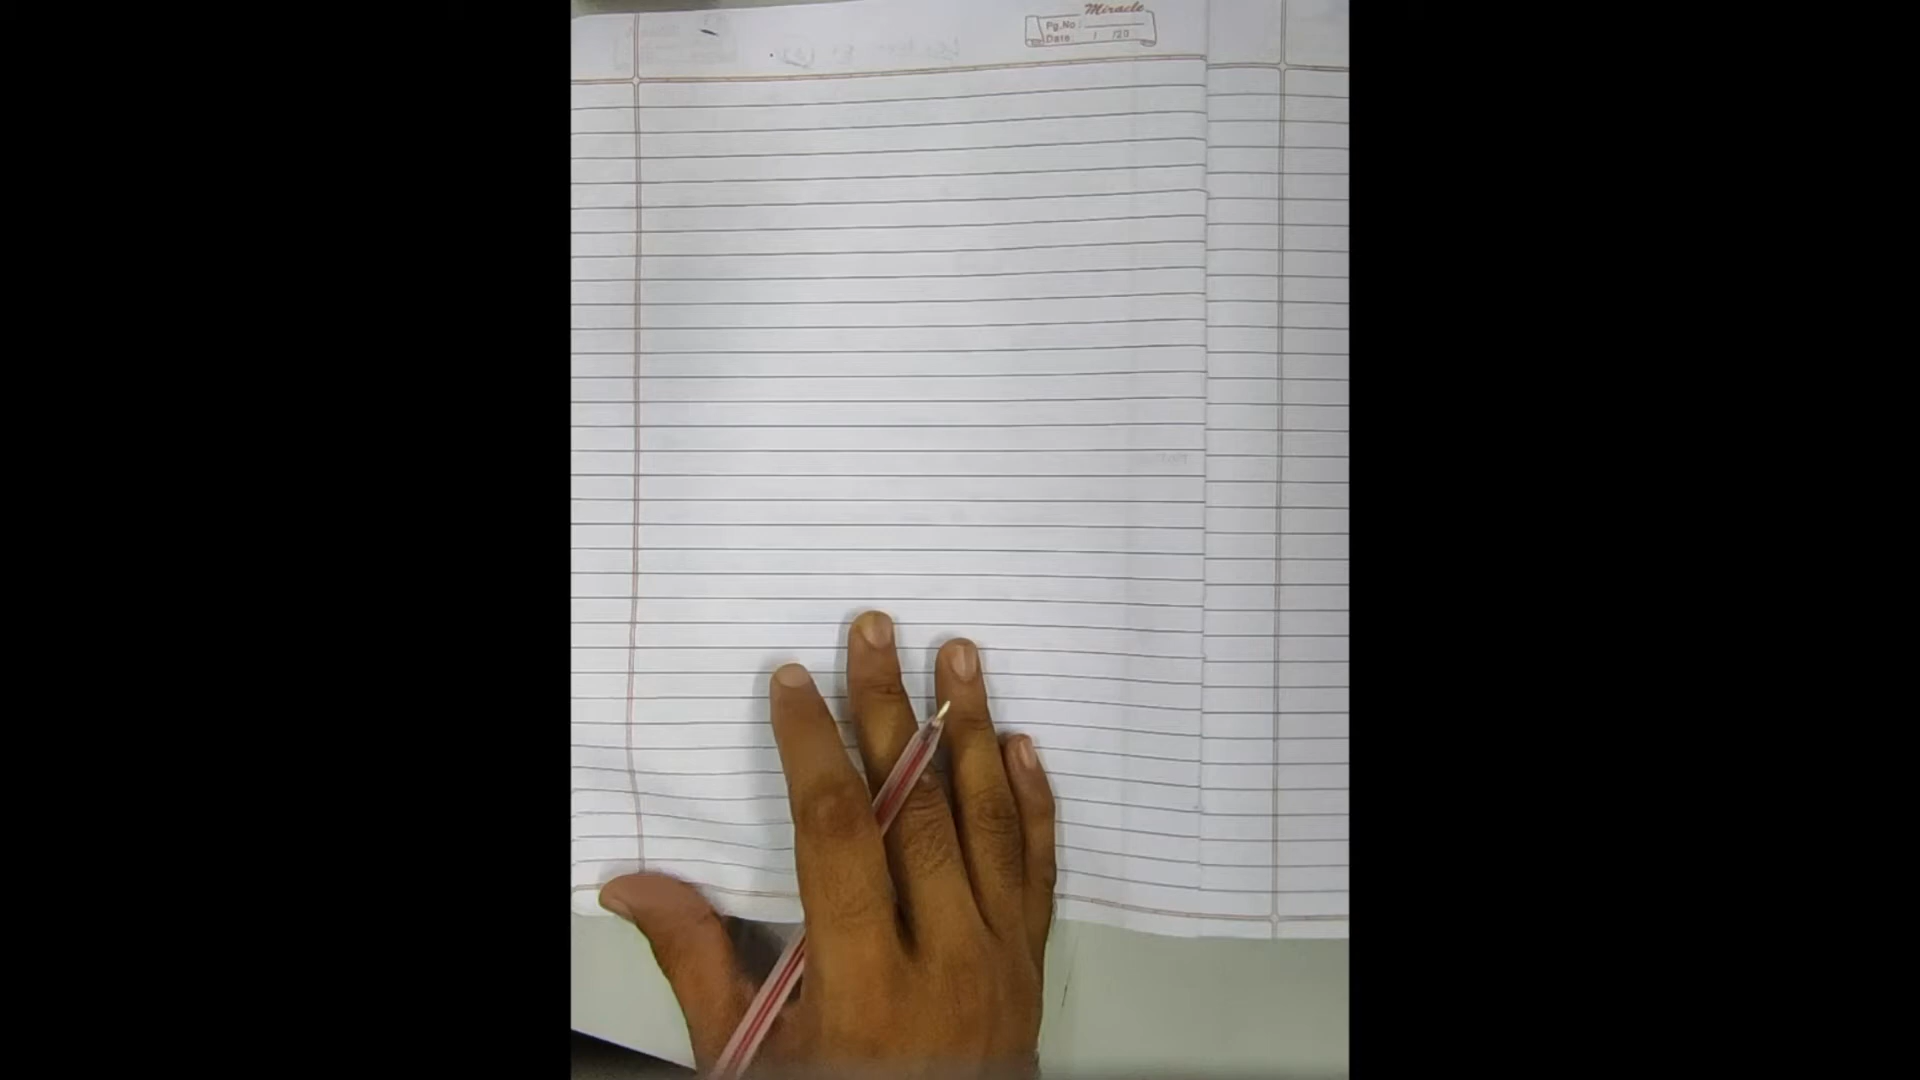 Miracle
Pg.No :
Date : / /20